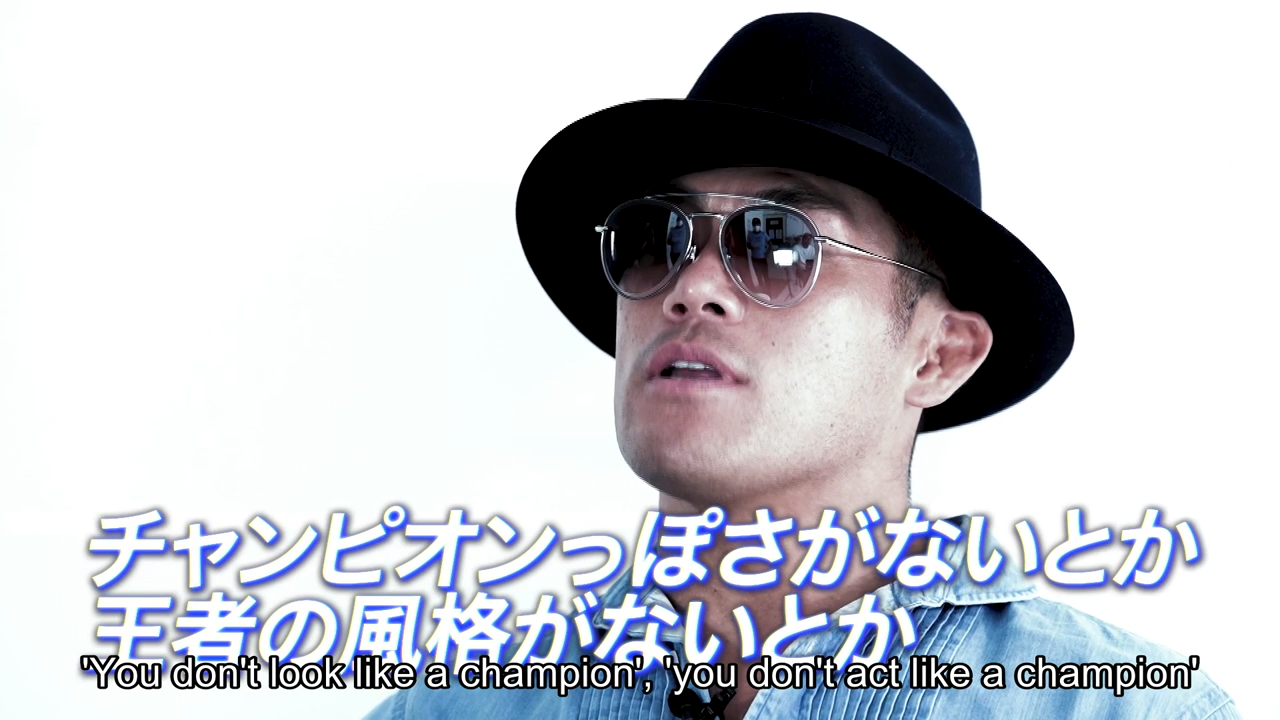 チャンピオンっぽさがないとか
王者の風格がないとか
'You don't look like a champion', 'you don't act like a champion'